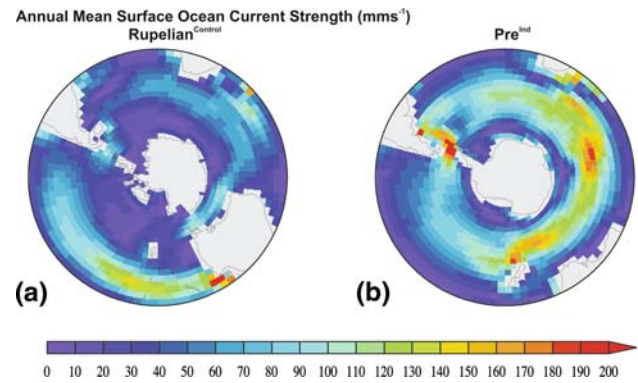 Annual Mean Surface Ocean Current Strength (mms⁻¹)
Rupelian^Control
Pre^Ind
(a)
(b)
0 10 20 30 40 50 60 70 80 90 100 110 120 130 140 150 160 170 180 190 200